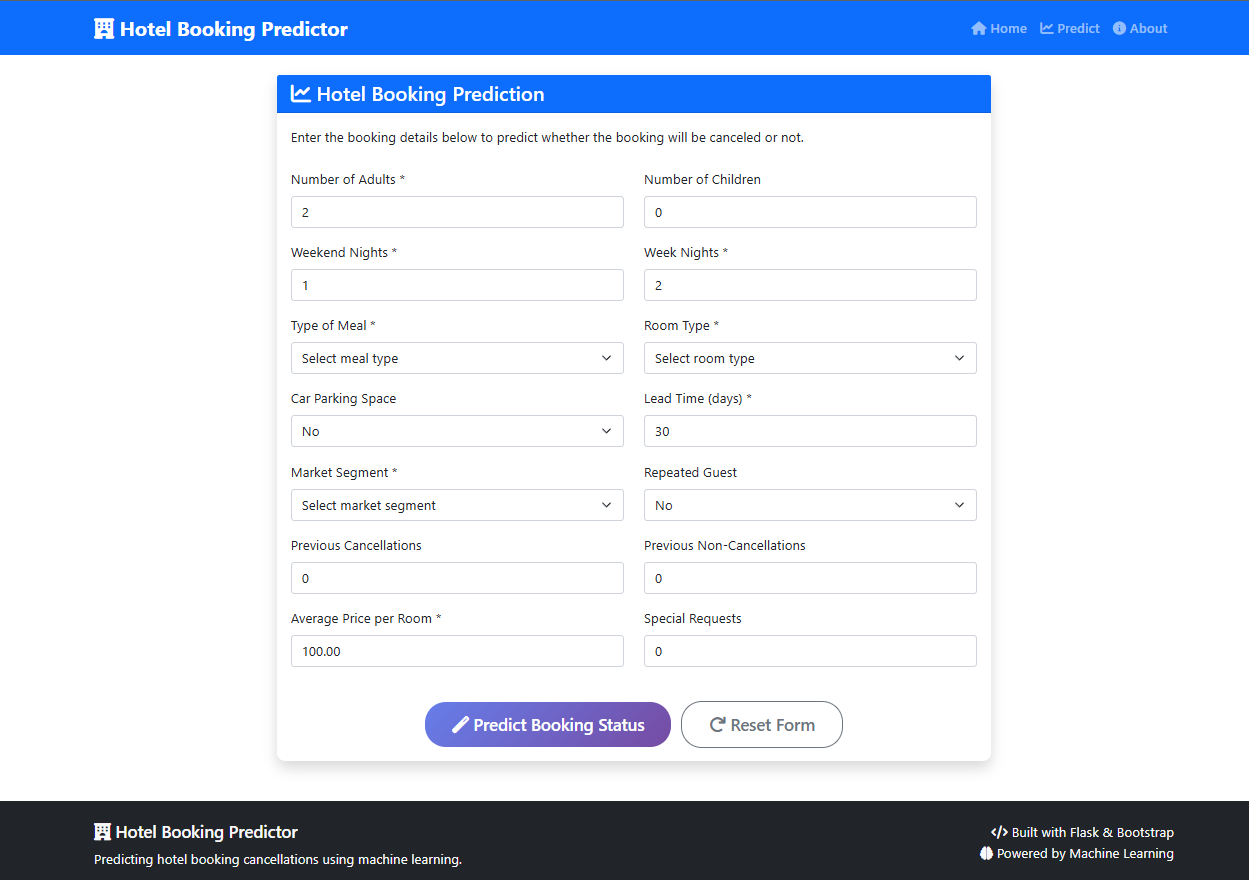 Hotel Booking Predictor
Home Predict About
Hotel Booking Prediction
Enter the booking details below to predict whether the booking will be canceled or not.
Number of Adults * Number of Children
2 0
Weekend Nights * Week Nights *
1 2
Type of Meal * Room Type *
Select meal type Select room type
Car Parking Space Lead Time (days) *
No 30
Market Segment * Repeated Guest
Select market segment No
Previous Cancellations Previous Non-Cancellations
0 0
Average Price per Room * Special Requests
100.00 0
Predict Booking Status Reset Form
Hotel Booking Predictor </> Built with Flask & Bootstrap
Predicting hotel booking cancellations using machine learning. Powered by Machine Learning